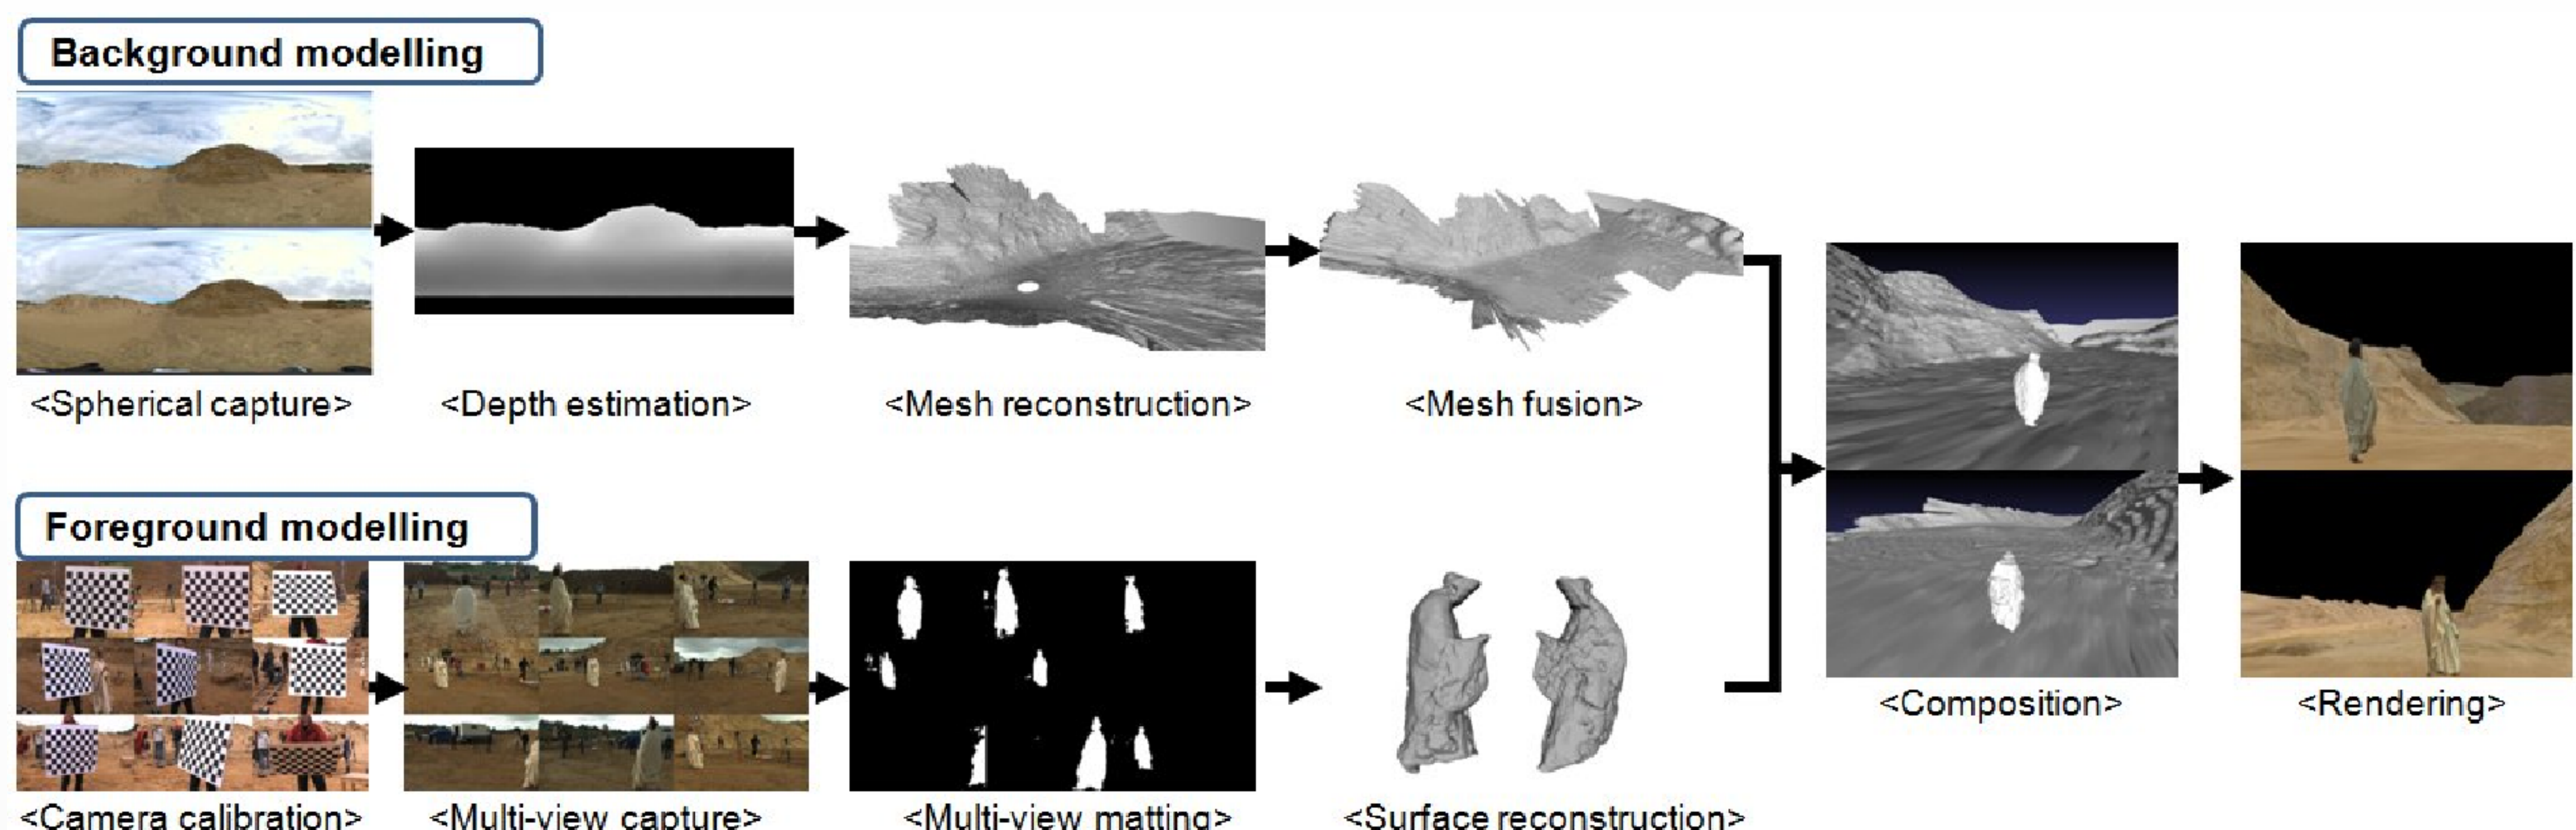 Background modelling
<Spherical capture>
<Depth estimation>
<Mesh reconstruction>
<Mesh fusion>
Foreground modelling
<Camera calibration>
<Multi-view capture>
<Multi-view matting>
<Surface reconstruction>
<Composition>
<Rendering>